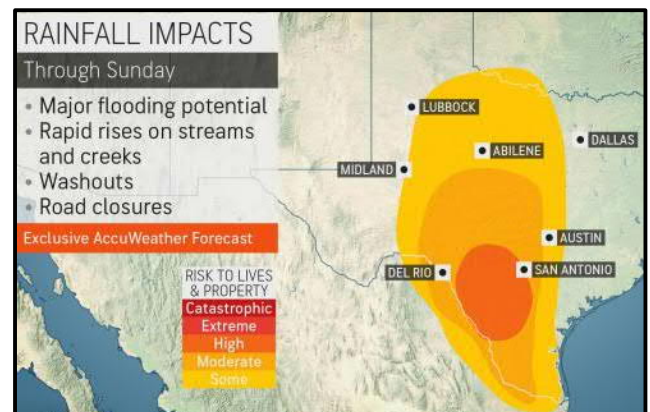 RAINFALL IMPACTS
Through Sunday
• Major flooding potential
• Rapid rises on streams
and creeks
• Washouts
• Road closures
Exclusive AccuWeather Forecast
RISK TO LIVES
& PROPERTY
Catastrophic
Extreme
High
Moderate
Some
LUBBOCK
DALLAS
ABILENE
MIDLAND
AUSTIN
DEL RIO
SAN ANTONIO